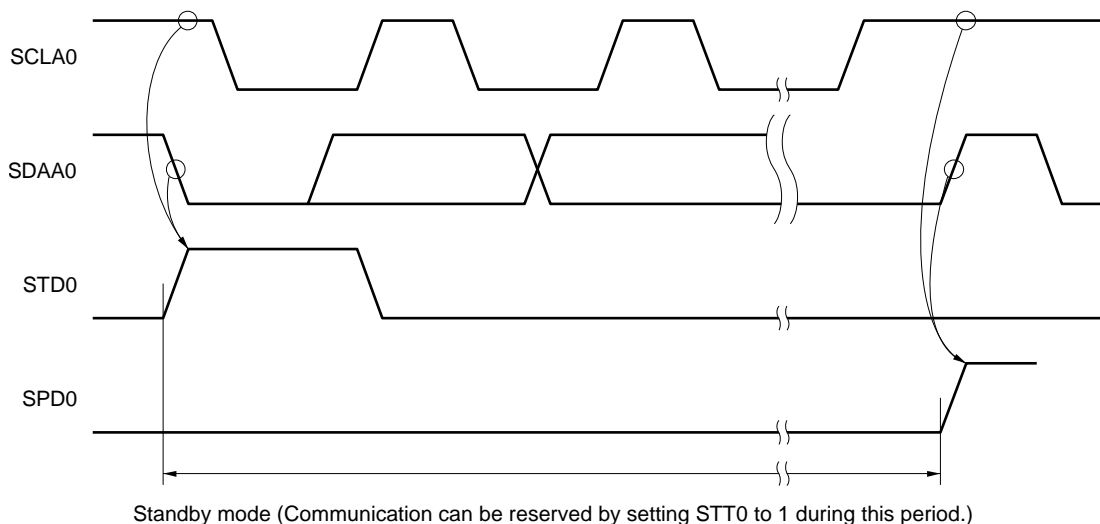 SCLA0
SDAA0
STD0
SPD0
Standby mode (Communication can be reserved by setting STT0 to 1 during this period.)